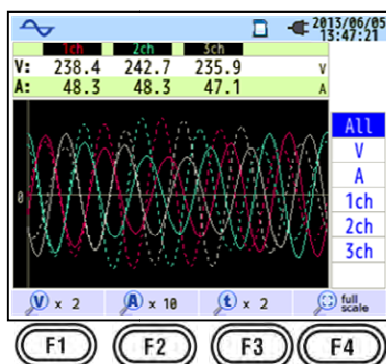 2013/06/05
13:47:21
1ch 2ch 3ch
V: 238.4 242.7 235.9 V
A: 48.3 48.3 47.1 A
All
V
A
1ch
2ch
3ch
0
V x 2 A x 10 t x 2 full scale
F1 F2 F3 F4